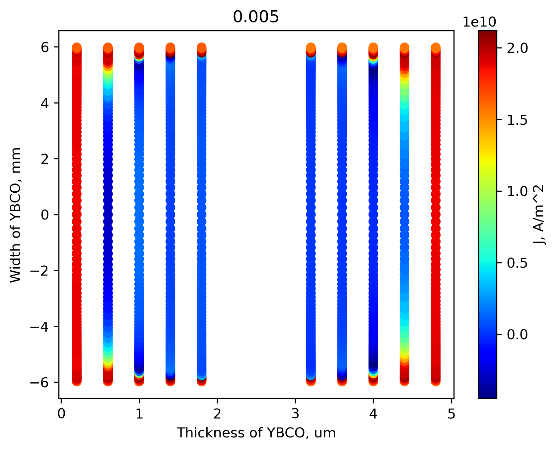 0.005
1e10
6
4
2
0
−2
−4
−6
Width of YBCO, mm
0 1 2 3 4 5
Thickness of YBCO, um
2.0
1.5
1.0
0.5
0.0
J, A/m^2